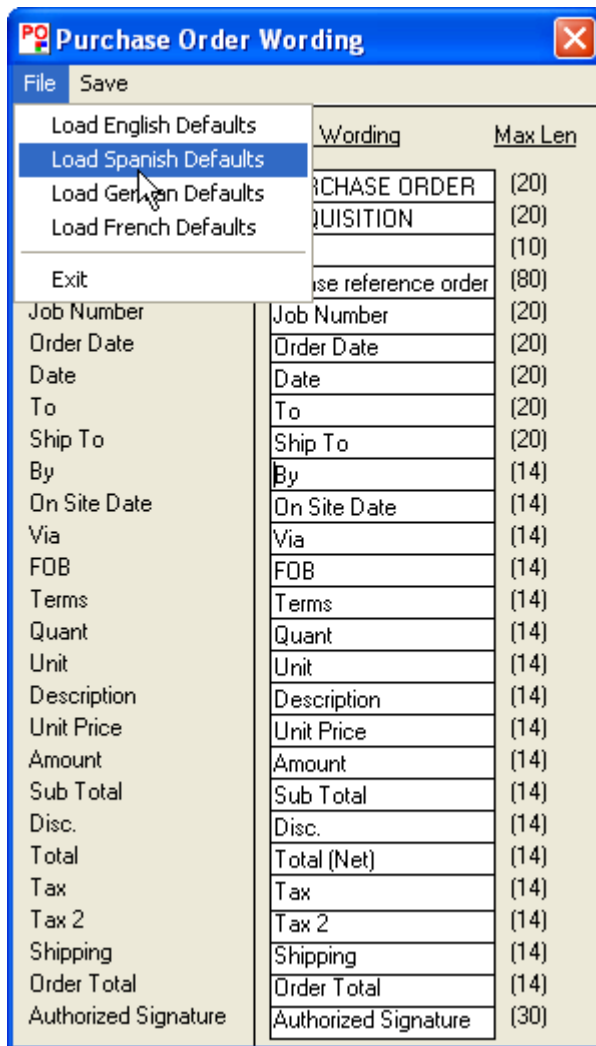 Purchase Order Wording
File Save
Load English Defaults
Load Spanish Defaults
Load German Defaults
Load French Defaults
Exit
Wording Max Len
RCHASE ORDER (20)
QUISITION (20)
(10)
se reference order (80)
Job Number Job Number (20)
Order Date Order Date (20)
Date Date (20)
To To (20)
Ship To Ship To (20)
By By (14)
On Site Date On Site Date (14)
Via Via (14)
FOB FOB (14)
Terms Terms (14)
Quant Quant (14)
Unit Unit (14)
Description Description (14)
Unit Price Unit Price (14)
Amount Amount (14)
Sub Total Sub Total (14)
Disc. Disc. (14)
Total Total (Net) (14)
Tax Tax (14)
Tax 2 Tax 2 (14)
Shipping Shipping (14)
Order Total Order Total (14)
Authorized Signature Authorized Signature (30)